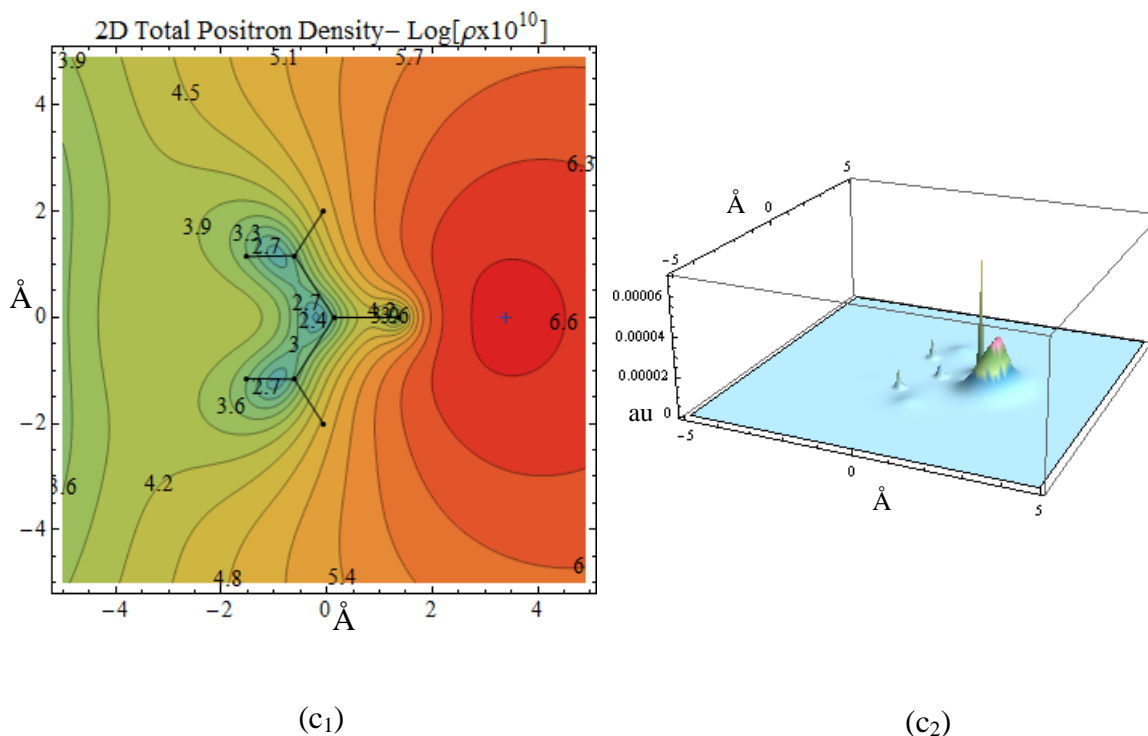 2D Total Positron Density– Log[ρx10^10]
3.9 5.1 5.7
4.5
6.3
3.9
3.3
2.7
2.7
2.4
6.6
3
2.7
3.6
3.6 4.2
6.
4.8 5.4
4
2
0
−2
−4
Å
−4 −2 0 2 4
Å
5
Å
0
−5
0.00006
0.00004
0.00002
au 0
−5
0
Å
5
(c1)
(c2)